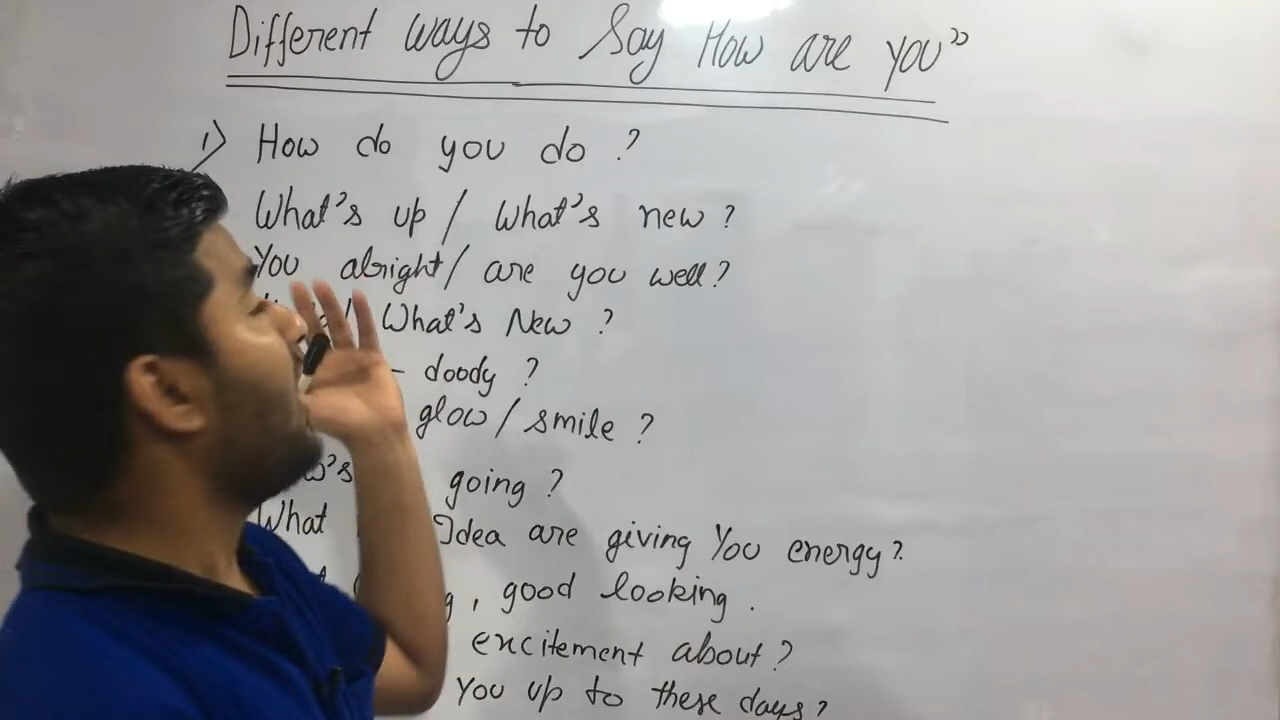 Different ways to Say How are you”
1) How do you do ?
What's up / What's new ?
You alright / are you well ?
What's New ?
- doody ?
glow / smile ?
going ?
What Idea are giving You energy ?
, good looking .
excitement about ?
You up to these days ?